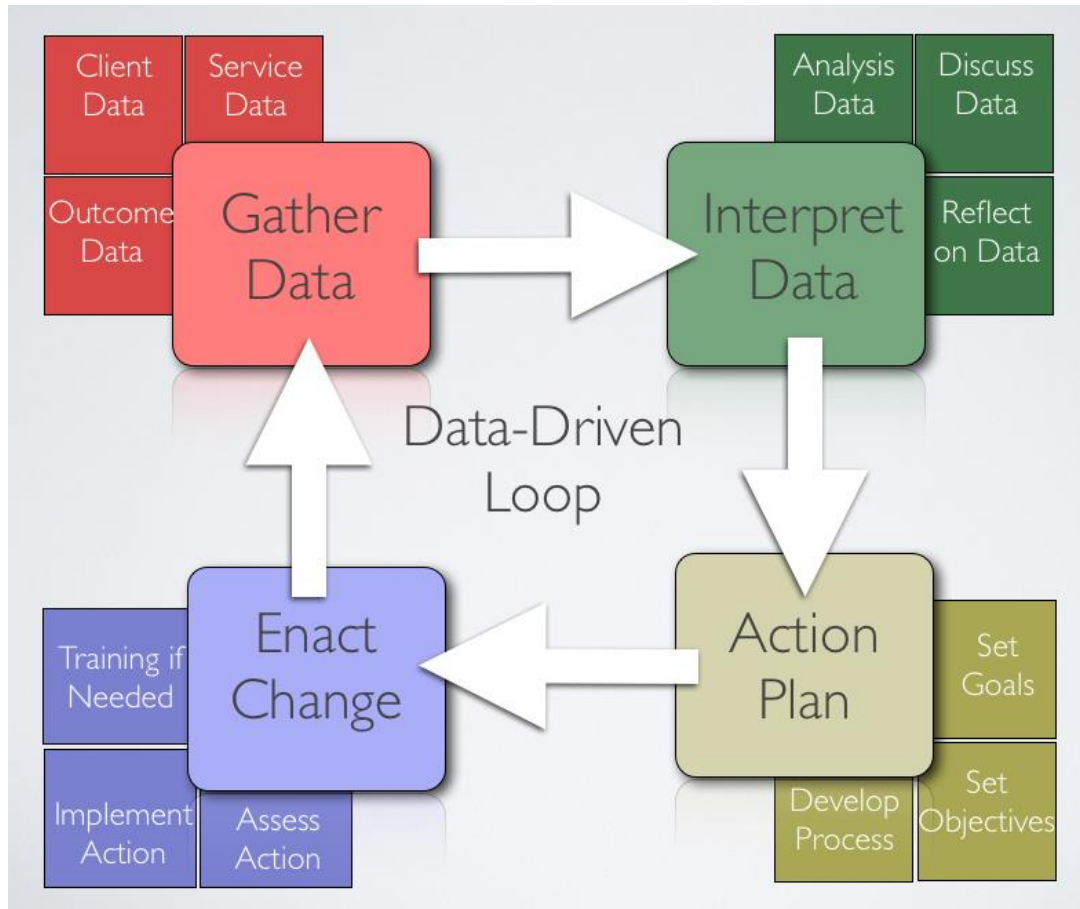 Client
Data
Service
Data
Outcome
Data
Gather
Data
Analysis
Data
Discuss
Data
Reflect
on Data
Interpret
Data
Data-Driven
Loop
Training if
Needed
Implement
Action
Assess
Action
Enact
Change
Action
Plan
Set
Goals
Develop
Process
Set
Objectives